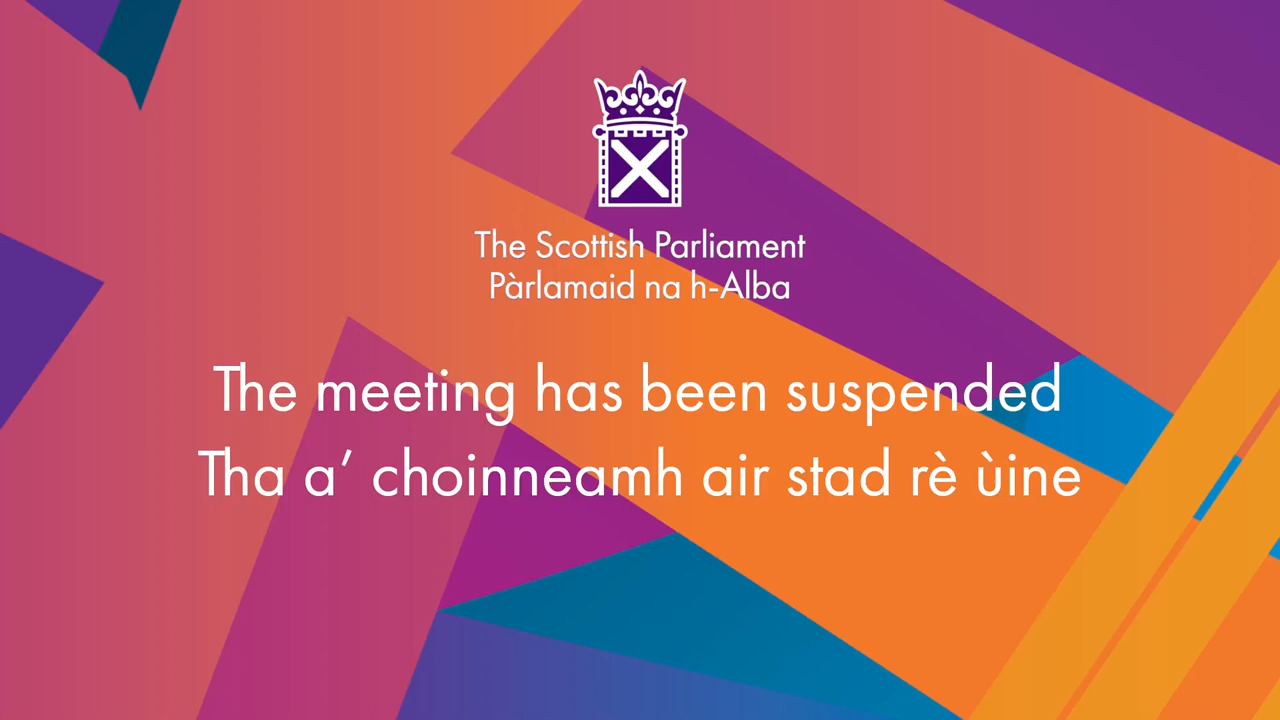 The Scottish Parliament
Pàrlamaid na h-Alba
The meeting has been suspended
Tha a’ choinneamh air stad rè ùine